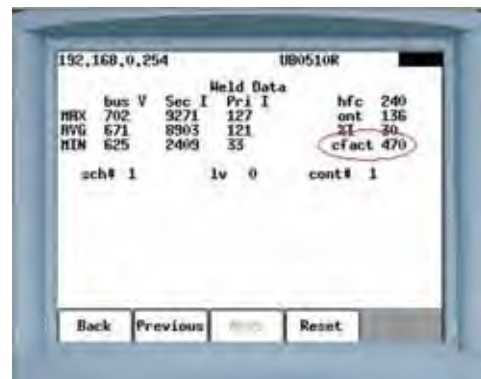 192.168.0.254 UB0510R
Weld Data
bus V Sec I Pri I hfc 240
MAX 702 9271 127 ont 136
AVG 671 8903 121 %I 30
MIN 625 2409 33 cfact 470
sch# 1 lv 0 cont# 1
Back Previous Next Reset